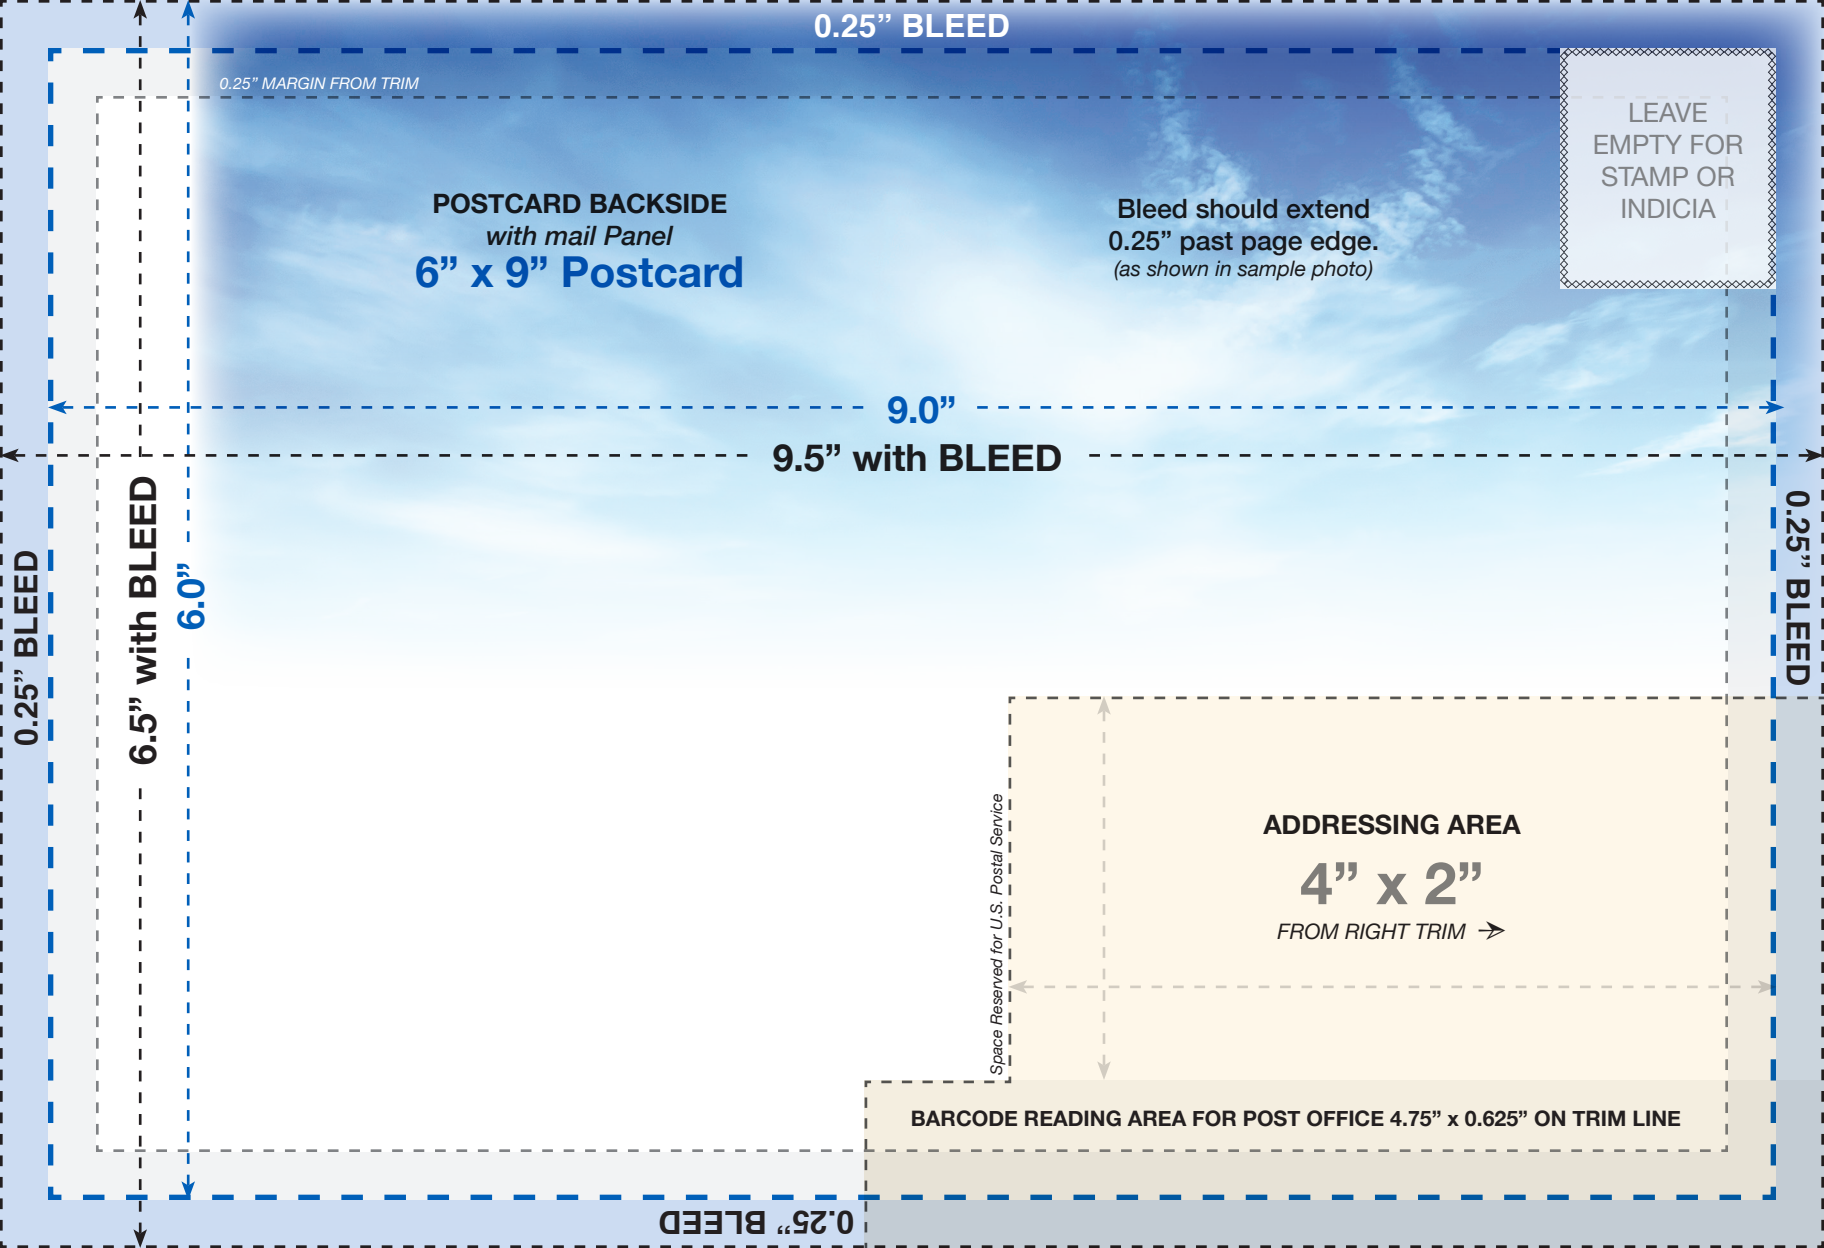 0.25” BLEED
0.25” MARGIN FROM TRIM
LEAVE
EMPTY FOR
STAMP OR
INDICIA
POSTCARD BACKSIDE
with mail Panel
6” x 9” Postcard
Bleed should extend
0.25” past page edge.
(as shown in sample photo)
9.0”
9.5” with BLEED
0.25” BLEED
6.5” with BLEED
6.0”
0.25” BLEED
Space Reserved for U.S. Postal Service
ADDRESSING AREA
4” x 2”
FROM RIGHT TRIM
BARCODE READING AREA FOR POST OFFICE 4.75” x 0.625” ON TRIM LINE
0.25” BLEED